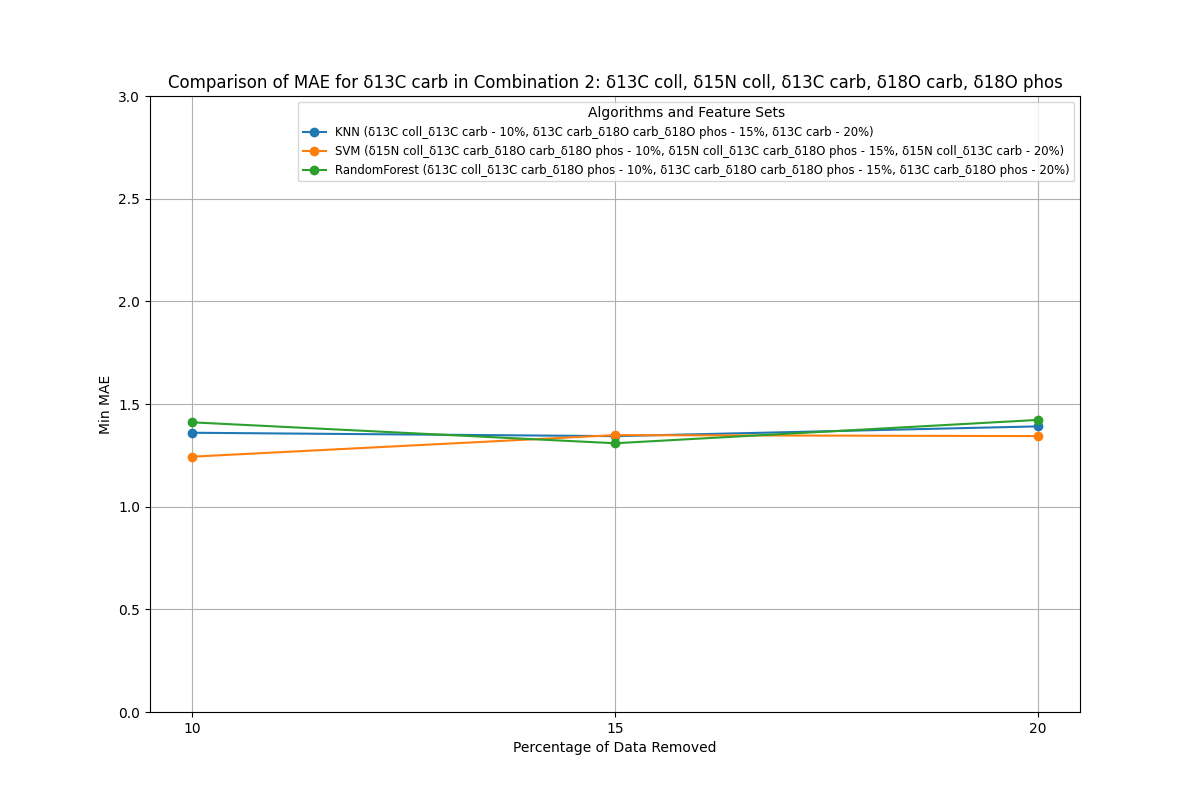 Comparison of MAE for δ13C carb in Combination 2: δ13C coll, δ15N coll, δ13C carb, δ18O carb, δ18O phos
Algorithms and Feature Sets
KNN (δ13C coll_δ13C carb - 10%, δ13C carb_δ18O carb_δ18O phos - 15%, δ13C carb - 20%)
SVM (δ15N coll_δ13C carb_δ18O carb_δ18O phos - 10%, δ15N coll_δ13C carb_δ18O phos - 15%, δ15N coll_δ13C carb - 20%)
RandomForest (δ13C coll_δ13C carb_δ18O phos - 10%, δ13C carb_δ18O carb_δ18O phos - 15%, δ13C carb_δ18O phos - 20%)
3.0
2.5
2.0
1.5
1.0
0.5
0.0
Min MAE
10 15 20
Percentage of Data Removed